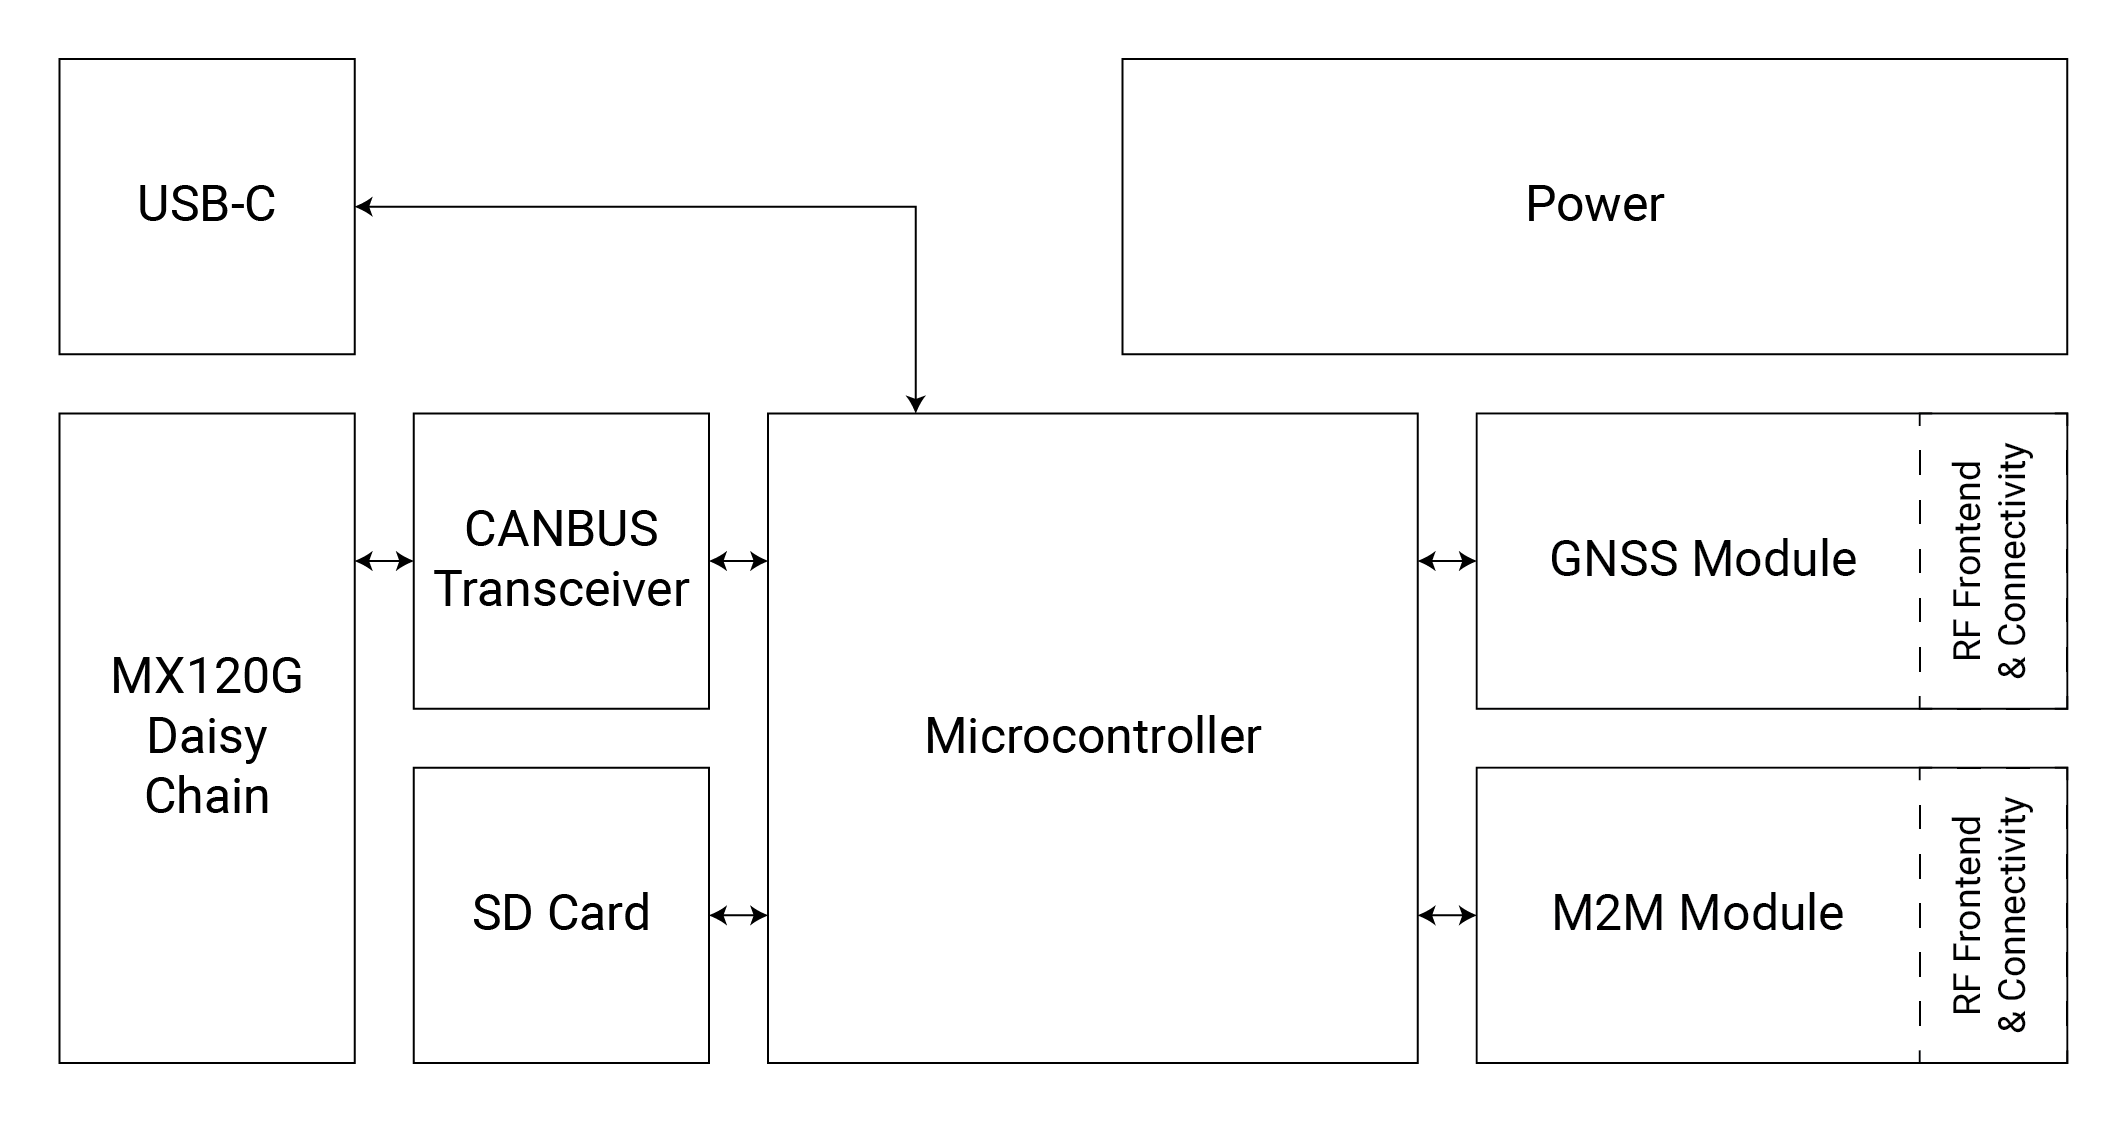 USB-C
Power
MX120G
Daisy
Chain
CANBUS
Transceiver
SD Card
Microcontroller
GNSS Module
RF Frontend
& Connectivity
M2M Module
RF Frontend
& Connectivity